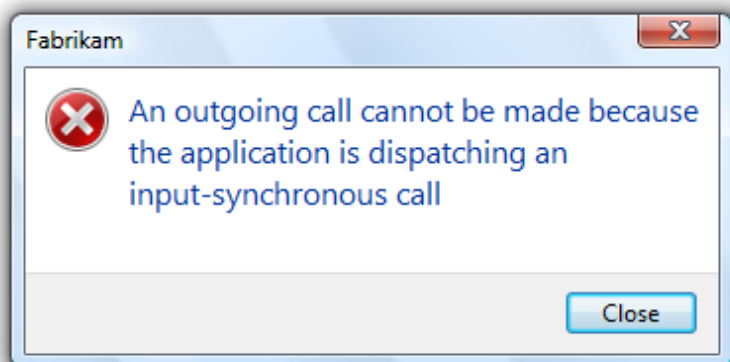 Fabrikam
An outgoing call cannot be made because
the application is dispatching an
input-synchronous call
Close